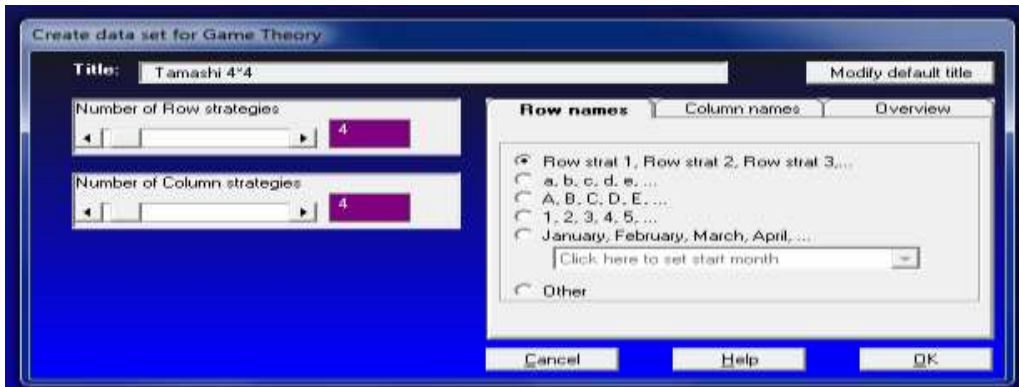 Create data set for Game Theory
Title: Tamashi 4*4 Modify default title
Number of Row strategies
4
Number of Column strategies
4
Row names Column names Overview
Row strat 1, Row strat 2, Row strat 3,...
a, b, c, d, e, ...
A, B, C, D, E, ...
1, 2, 3, 4, 5, ...
January, February, March, April, ...
Click here to set start month
Other
Cancel Help OK